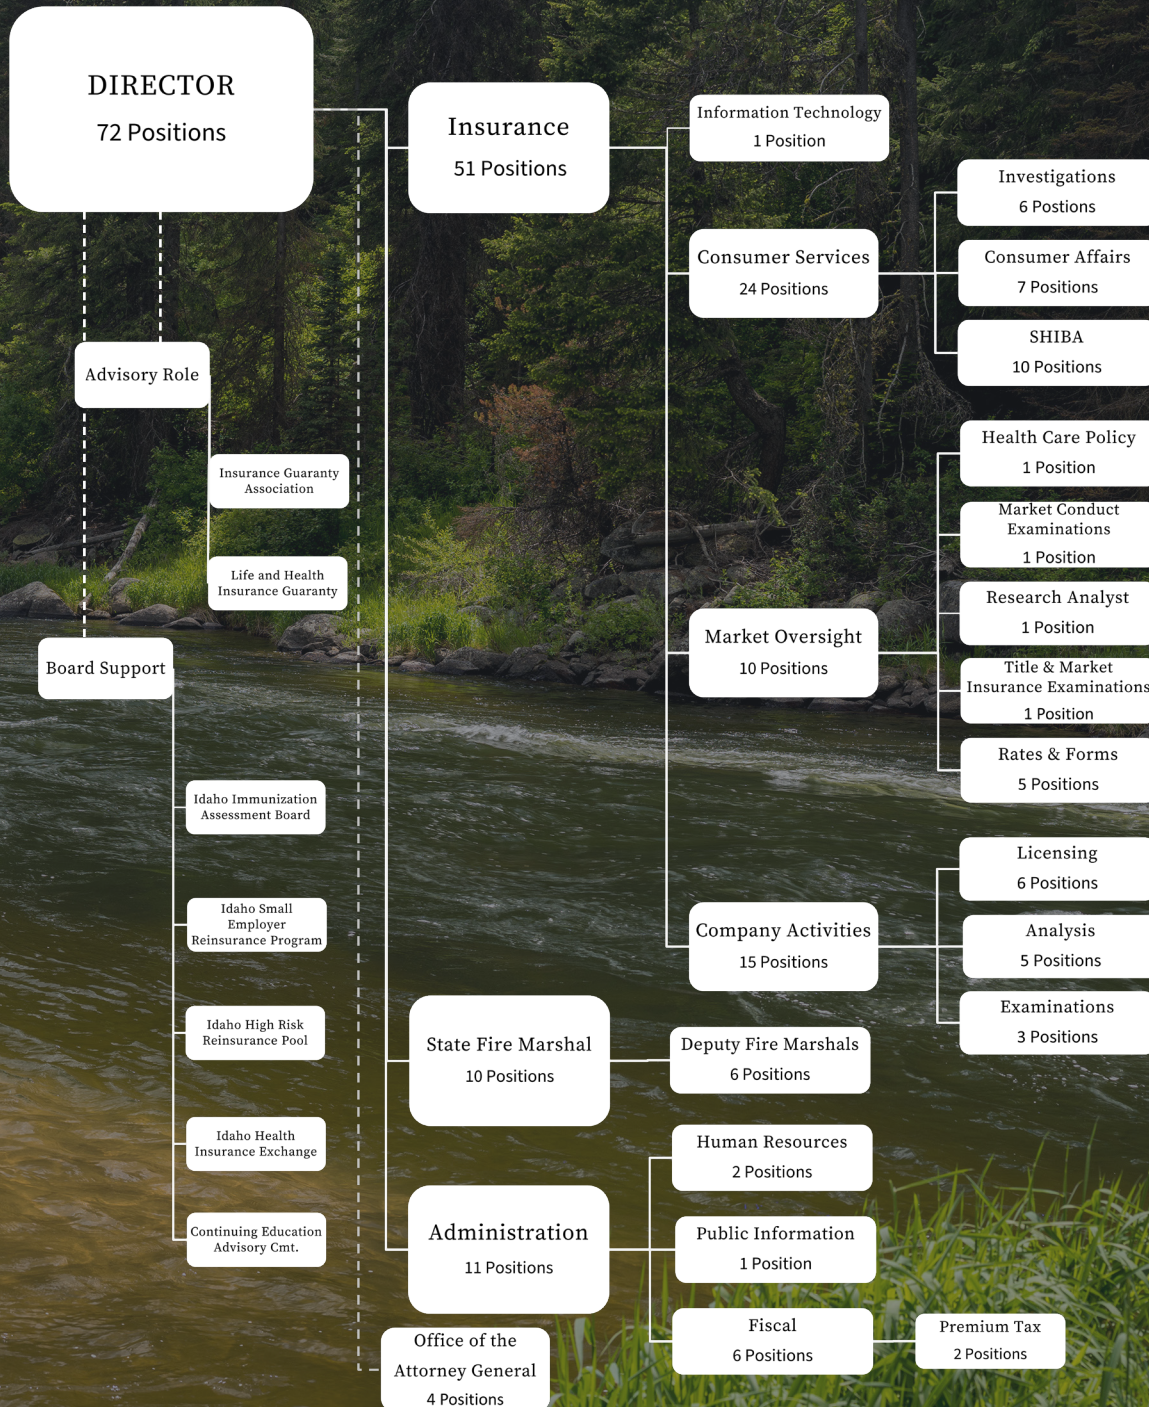 DIRECTOR
72 Positions
Advisory Role
Insurance Guaranty
Association
Life and Health
Insurance Guaranty
Board Support
Idaho Immunization
Assessment Board
Idaho Small
Employer
Reinsurance Program
Idaho High Risk
Reinsurance Pool
Idaho Health
Insurance Exchange
Continuing Education
Advisory Cmt.
Insurance
51 Positions
Information Technology
1 Position
Consumer Services
24 Positions
Investigations
6 Postions
Consumer Affairs
7 Positions
SHIBA
10 Positions
Market Oversight
10 Positions
Health Care Policy
1 Position
Market Conduct
Examinations
1 Position
Research Analyst
1 Position
Title & Market
Insurance Examinations
1 Position
Rates & Forms
5 Positions
Company Activities
15 Positions
Licensing
6 Positions
Analysis
5 Positions
Examinations
3 Positions
State Fire Marshal
10 Positions
Deputy Fire Marshals
6 Positions
Administration
11 Positions
Human Resources
2 Positions
Public Information
1 Position
Fiscal
6 Positions
Premium Tax
2 Positions
Office of the
Attorney General
4 Positions